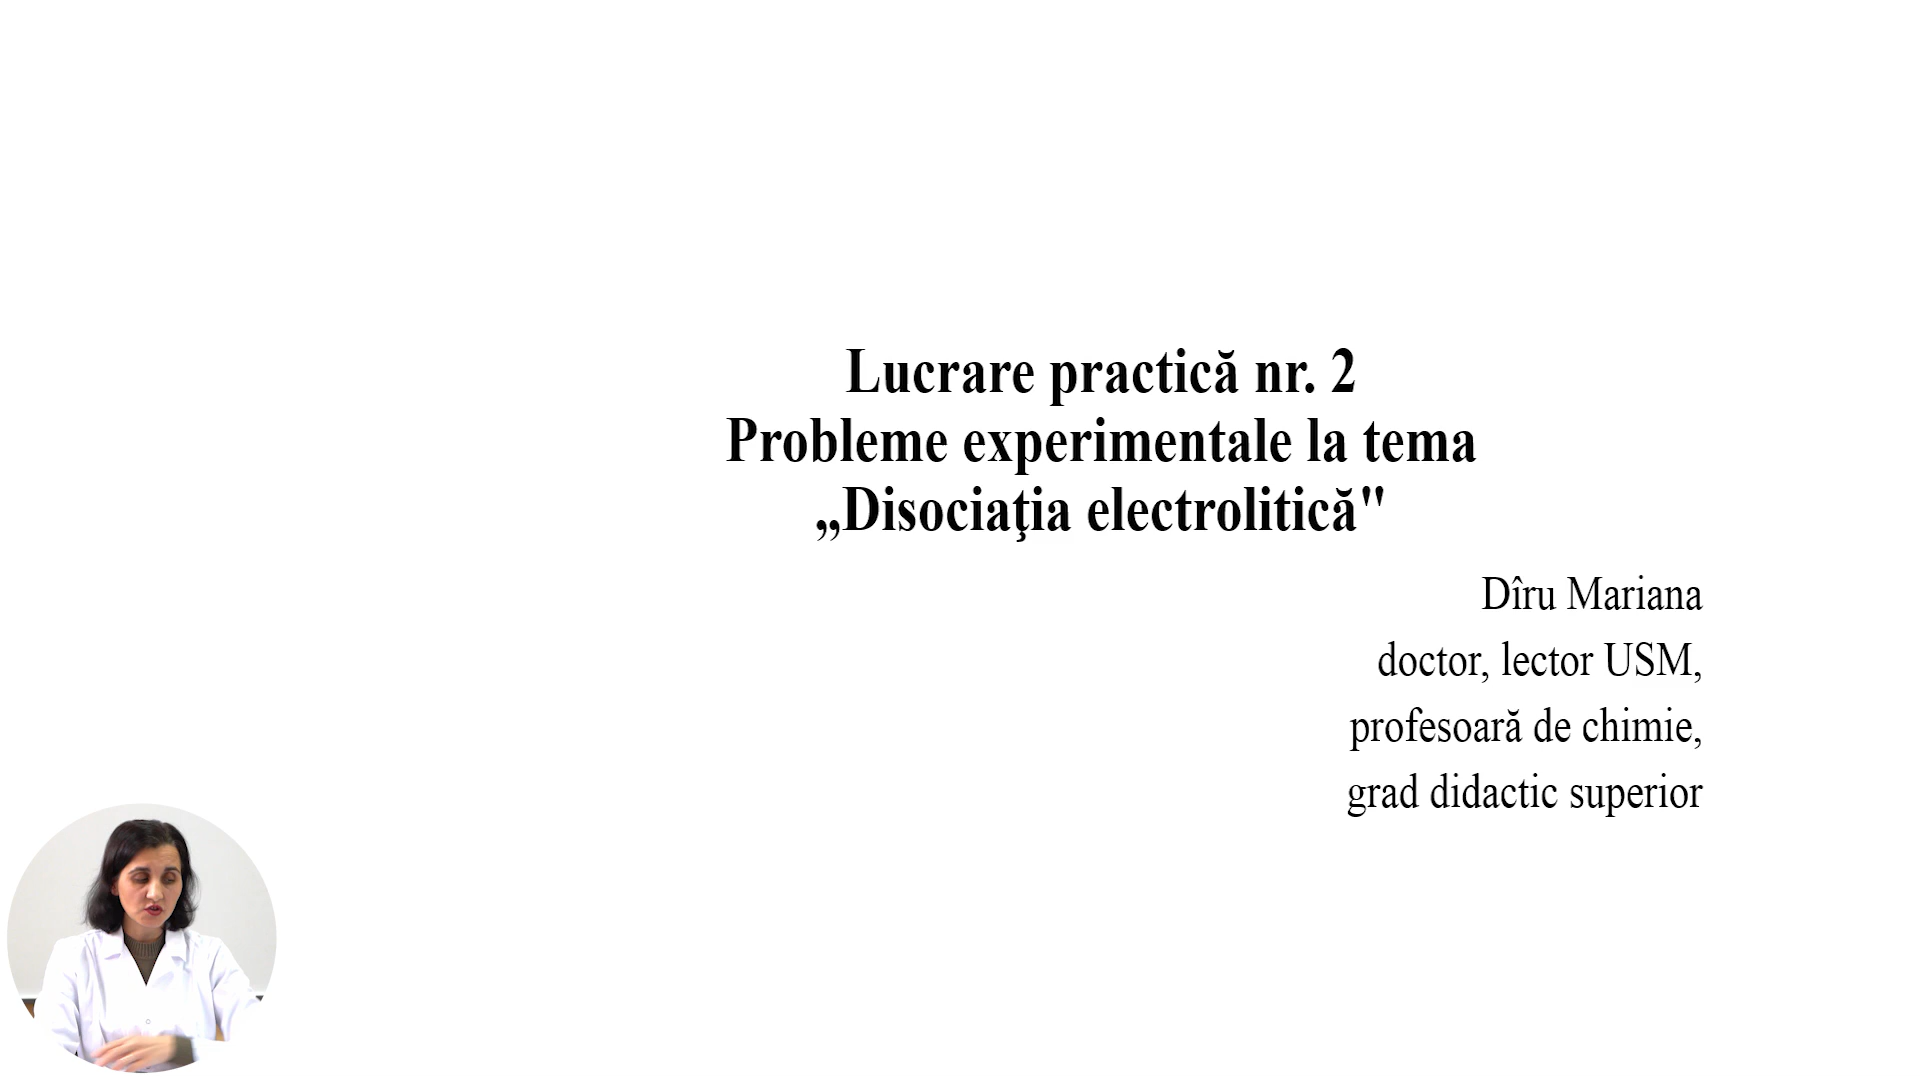 Lucrare practică nr. 2
Probleme experimentale la tema
„Disociaţia electrolitică"
Dîru Mariana
doctor, lector USM,
profesoară de chimie,
grad didactic superior